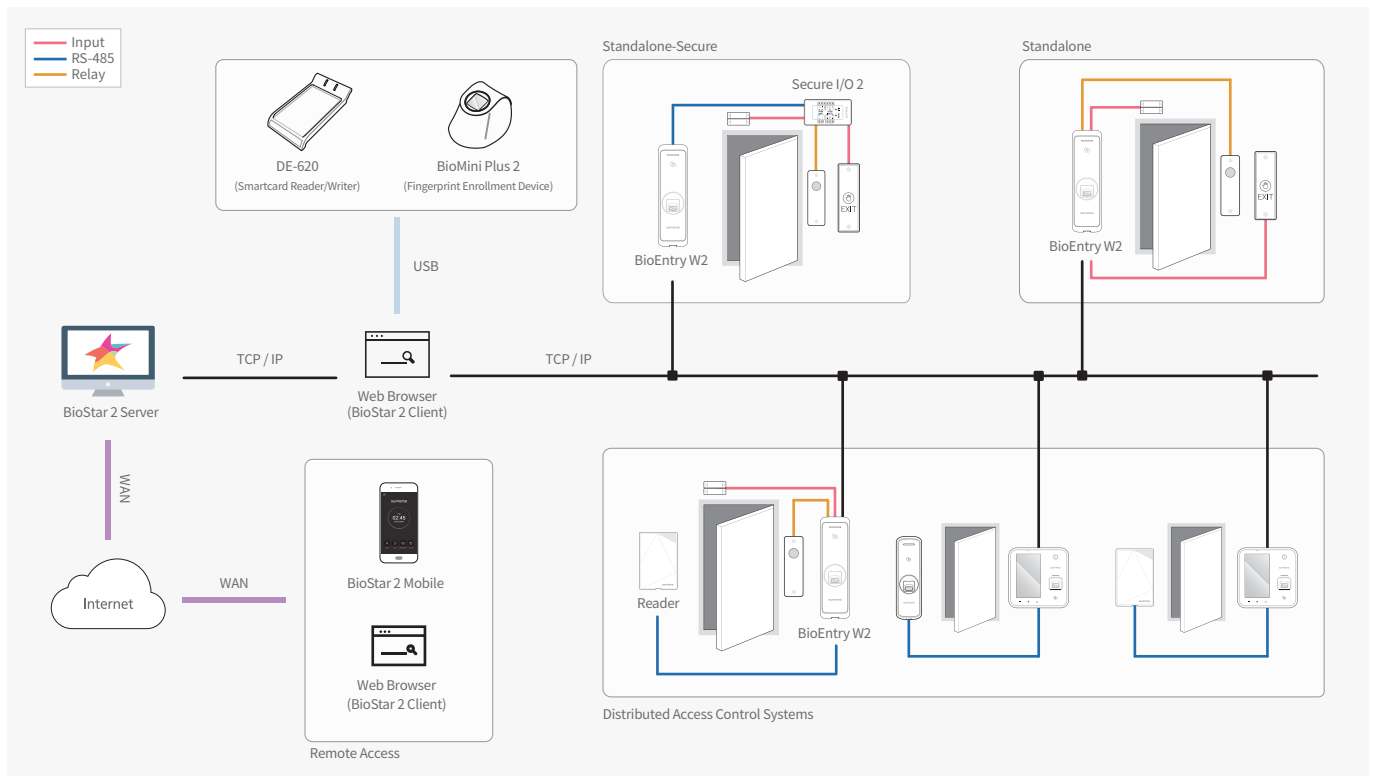 Input
RS-485
Relay
DE-620
(Smartcard Reader/Writer)
BioMini Plus 2
(Fingerprint Enrollment Device)
USB
Standalone-Secure
Secure I/O 2
EXIT
BioEntry W2
Standalone
EXIT
BioEntry W2
BioStar 2 Server
TCP / IP
Web Browser
(BioStar 2 Client)
TCP / IP
WAN
Internet
WAN
02:45
BioStar 2 Mobile
Web Browser
(BioStar 2 Client)
Remote Access
Reader
BioEntry W2
Distributed Access Control Systems